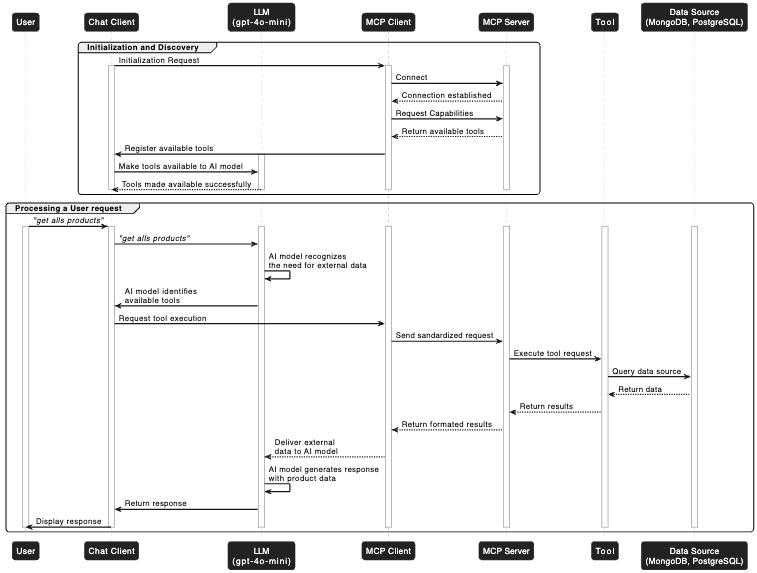 User
Chat Client
LLM
(gpt-4o-mini)
MCP Client
MCP Server
Tool
Data Source
(MongoDB, PostgreSQL)
Initialization and Discovery
Initialization Request
Connect
Connection established
Request Capabilities
Return available tools
Register available tools
Make tools available to AI model
Tools made available successfully
Processing a User request
"get alls products"
"get alls products"
AI model recognizes
the need for external data
AI model identifies
available tools
Request tool execution
Send sandardized request
Execute tool request
Query data source
Return data
Return results
Return formated results
Deliver external
data to AI model
AI model generates response
with product data
Return response
Display response
User
Chat Client
LLM
(gpt-4o-mini)
MCP Client
MCP Server
Tool
Data Source
(MongoDB, PostgreSQL)